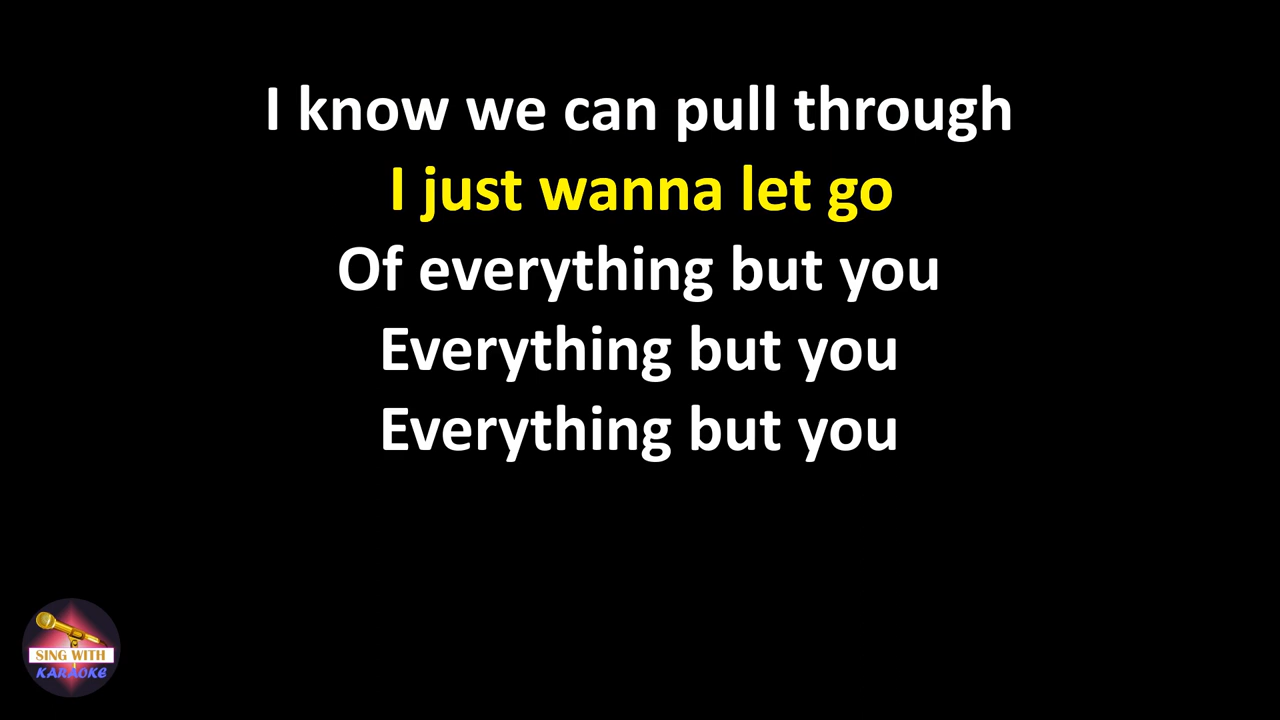 I know we can pull through
I just wanna let go
Of everything but you
Everything but you
Everything but you
SING WITH
KARAOKE